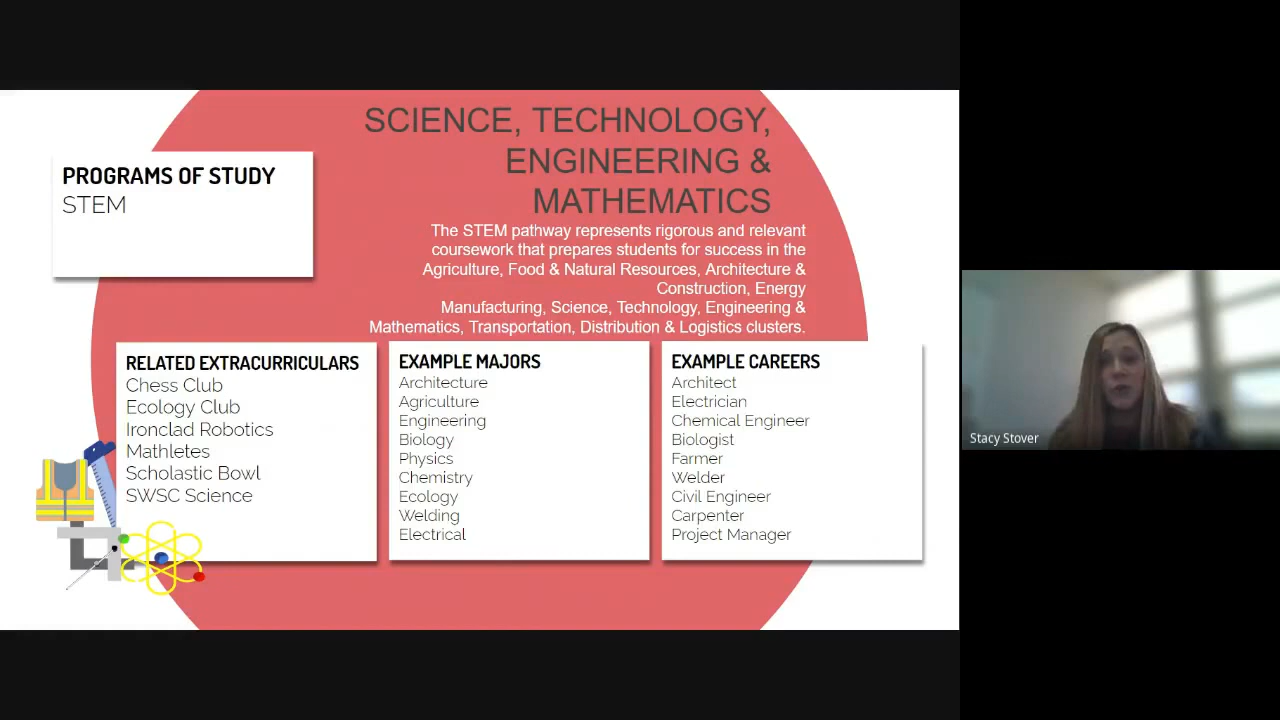 SCIENCE, TECHNOLOGY,
ENGINEERING &
MATHEMATICS
PROGRAMS OF STUDY
STEM
The STEM pathway represents rigorous and relevant
coursework that prepares students for success in the
Agriculture, Food & Natural Resources, Architecture &
Construction, Energy
Manufacturing, Science, Technology, Engineering &
Mathematics, Transportation, Distribution & Logistics clusters.
RELATED EXTRACURRICULARS
Chess Club
Ecology Club
Ironclad Robotics
Mathletes
Scholastic Bowl
SWSC Science
EXAMPLE MAJORS
Architecture
Agriculture
Engineering
Biology
Physics
Chemistry
Ecology
Welding
Electrical
EXAMPLE CAREERS
Architect
Electrician
Chemical Engineer
Biologist
Farmer
Welder
Civil Engineer
Carpenter
Project Manager
Stacy Stover